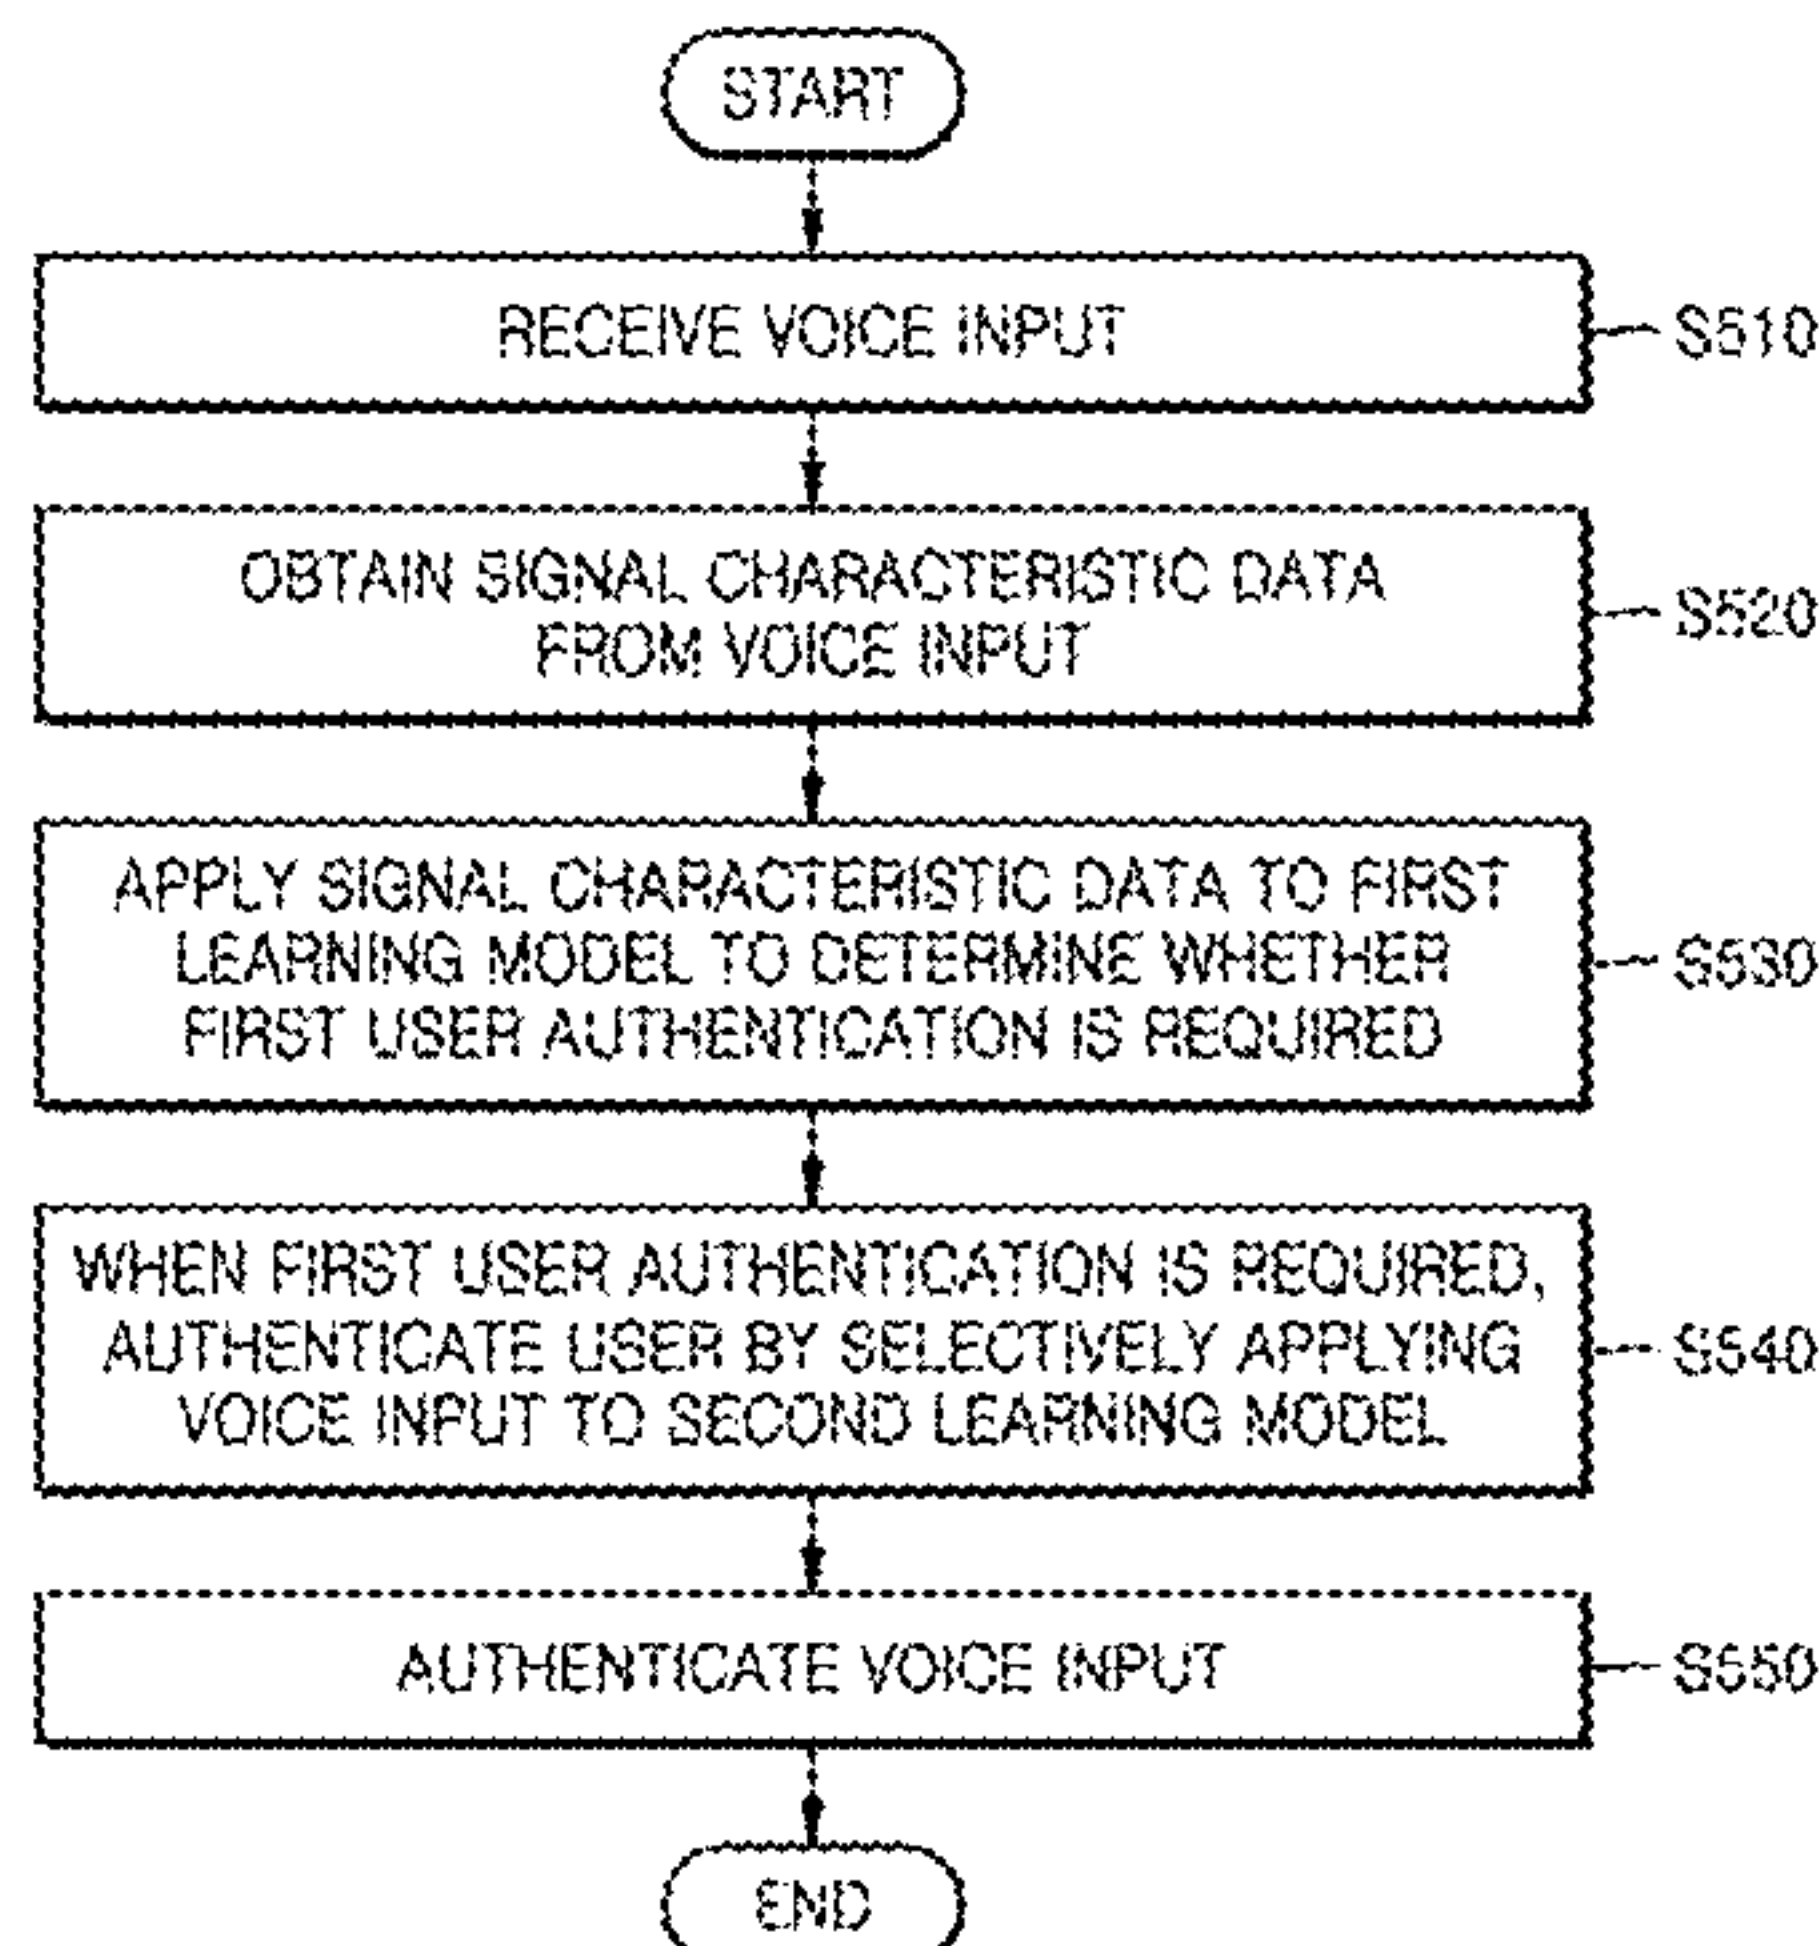 START
RECEIVE VOICE INPUT
S510
OBTAIN SIGNAL CHARACTERISTIC DATA
FROM VOICE INPUT
S520
APPLY SIGNAL CHARACTERISTIC DATA TO FIRST
LEARNING MODEL TO DETERMINE WHETHER
FIRST USER AUTHENTICATION IS REQUIRED
S530
WHEN FIRST USER AUTHENTICATION IS REQUIRED,
AUTHENTICATE USER BY SELECTIVELY APPLYING
VOICE INPUT TO SECOND LEARNING MODEL
S540
AUTHENTICATE VOICE INPUT
S550
END